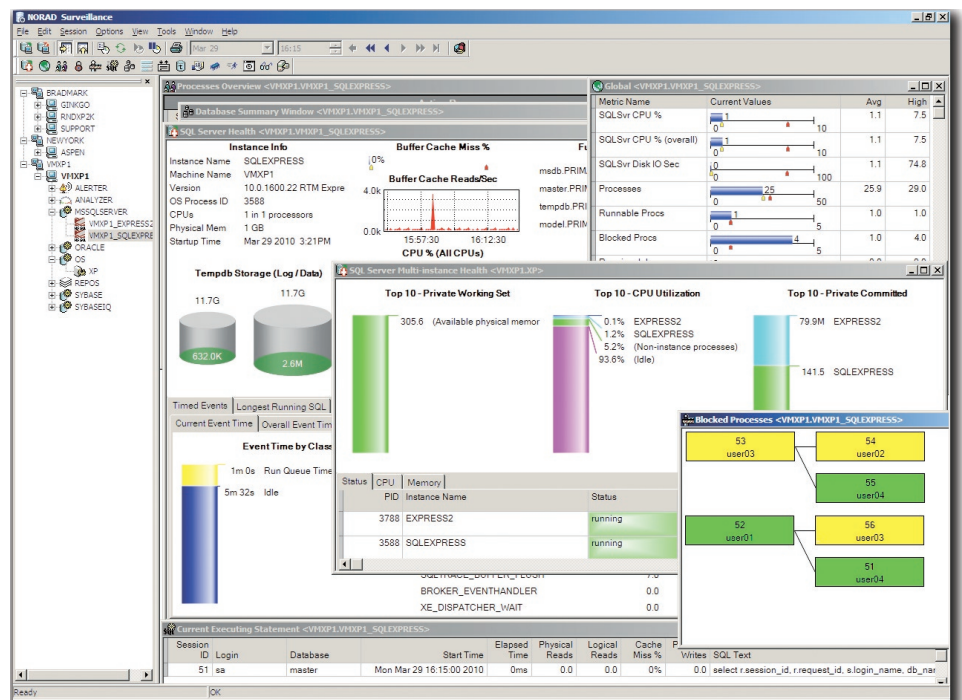 NORAD Surveillance
File Edit Session Options View Tools Window Help
Mar 29 16:15
BRADMARK
GINKGO
RNDXP2K
SUPPORT
NEWYORK
ASPEN
VMXP1
VMXP1
ALERTER
ANALYZER
MSSQLSERVER
VMXP1_EXPRESS2
VMXP1_SQLEXPRE
ORACLE
OS
XP
REPOS
SYBASE
SYBASEIQ
Processes Overview <VMXP1.VMXP1_SQLEXPRESS>
Database Summary Window <VMXP1.VMXP1_SQLEXPRESS>
SQL Server Health <VMXP1.VMXP1_SQLEXPRESS>
Instance Info
Instance Name SQLEXPRESS
Machine Name VMXP1
Version 10.0.1600.22 RTM Expre
OS Process ID 3588
CPUs 1 in 1 processors
Physical Mem 1 GB
Startup Time Mar 29 2010 3:21PM
Buffer Cache Miss %
0%
Buffer Cache Reads/Sec
4.0k
0.0k
15:57:30 16:12:30
CPU % (All CPUs)
Fu
msdb.PRIM
master.PRI
tempdb.PRI
model.PRIM
Tempdb Storage (Log / Data)
11.7G 11.7G
632.0K 2.6M
Timed Events Longest Running SQL
Current Event Time Overall Event Tim
Event Time by Clas
1m 0s Run Queue Time
5m 32s Idle
BROKER_EVENTHANDLER 0.0
XE_DISPATCHER_WAIT 0.0
Global <VMXP1.VMXP1_SQLEXPRESS>
Metric Name Current Values Avg High
SQLSvr CPU % 1 1.1 7.5
0 10
SQLSvr CPU % (overall) 1 1.1 7.5
0 10
SQLSvr Disk IO Sec 0 1.1 74.8
0 100
Processes 25 25.9 29.0
0 50
Runnable Procs 1 1.0 1.0
0 5
Blocked Procs 4 1.0 4.0
0 5
SQL Server Multi-instance Health <VMXP1.XP>
Top 10 - Private Working Set
305.6 (Available physical memor
Top 10 - CPU Utilization
0.1% EXPRESS2
1.2% SQLEXPRESS
5.2% (Non-instance processes)
93.6% (Idle)
Top 10 - Private Committed
79.9M EXPRESS2
141.5 SQLEXPRESS
Status CPU Memory
PID Instance Name Status
3788 EXPRESS2 running
3588 SQLEXPRESS running
Blocked Processes <VMXP1.VMXP1_SQLEXPRESS>
53
user03
54
user02
55
user04
52
user01
56
user03
51
user04
Current Executing Statement <VMXP1.VMXP1_SQLEXPRESS>
Session ID Login Database Start Time Elapsed Time Physical Reads Logical Reads Cache Miss % Writes SQL Text
51 sa master Mon Mar 29 16:15:00 2010 0ms 0.0 0.0 0% 0.0 select r.session_id, r.request_id, s.login_name, db_nar
Ready OK